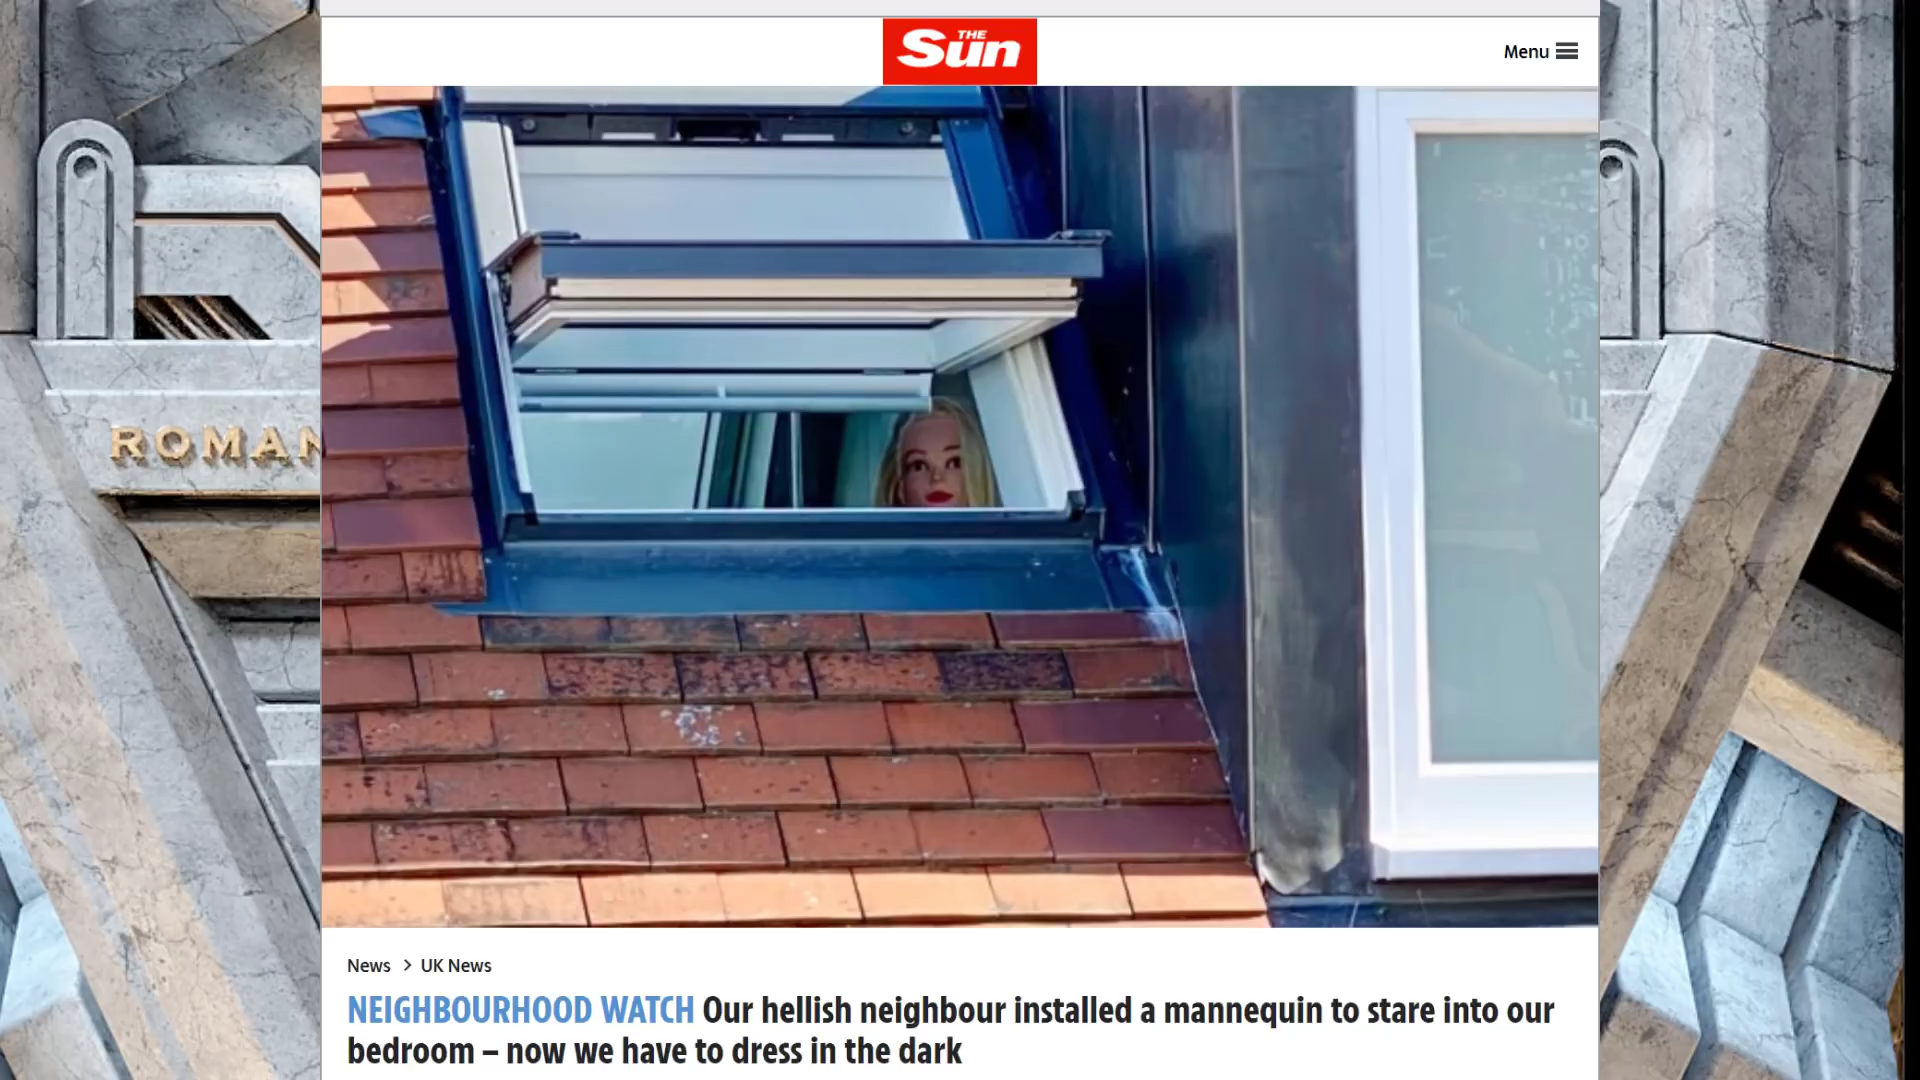 THE
Sun
Menu
ROMAN
News > UK News
NEIGHBOURHOOD WATCH Our hellish neighbour installed a mannequin to stare into our
bedroom – now we have to dress in the dark